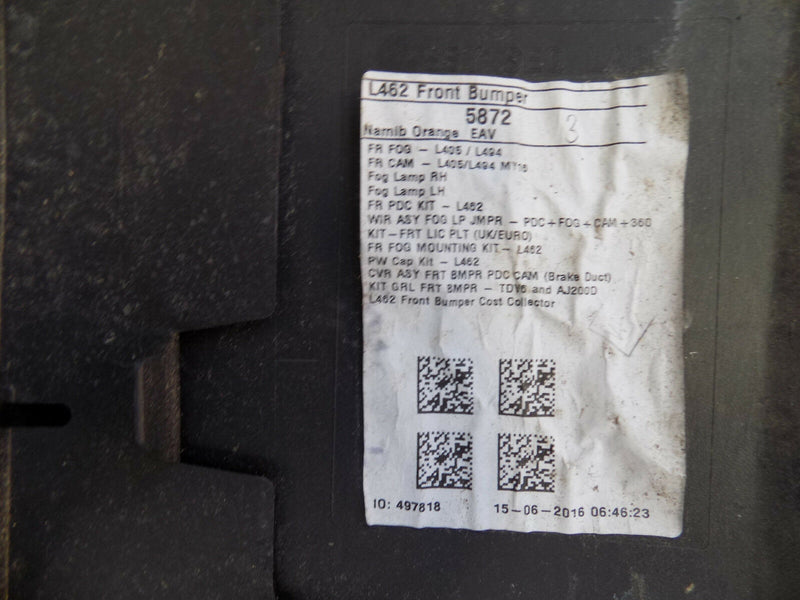 L462 Front Bumper
5872
Namib Orange EAV
3
FR FOG - L405 / L494
FR CAM - L405/L494 MY16
Fog Lamp RH
Fog Lamp LH
FR PDC KIT - L462
WIR ASY FOG LP JMPR - PDC+FOG+CAM+360
KIT-FRT LIC PLT (UK/EURO)
FR FOG MOUNTING KIT- L462
PW Cap Kit - L462
CVR ASY FRT BMPR PDC CAM (Brake Duct)
KIT GRL FRT BMPR - TDV6 and AJ200D
L462 Front Bumper Cost Collector
ID: 497818 15-06-2016 06:46:23